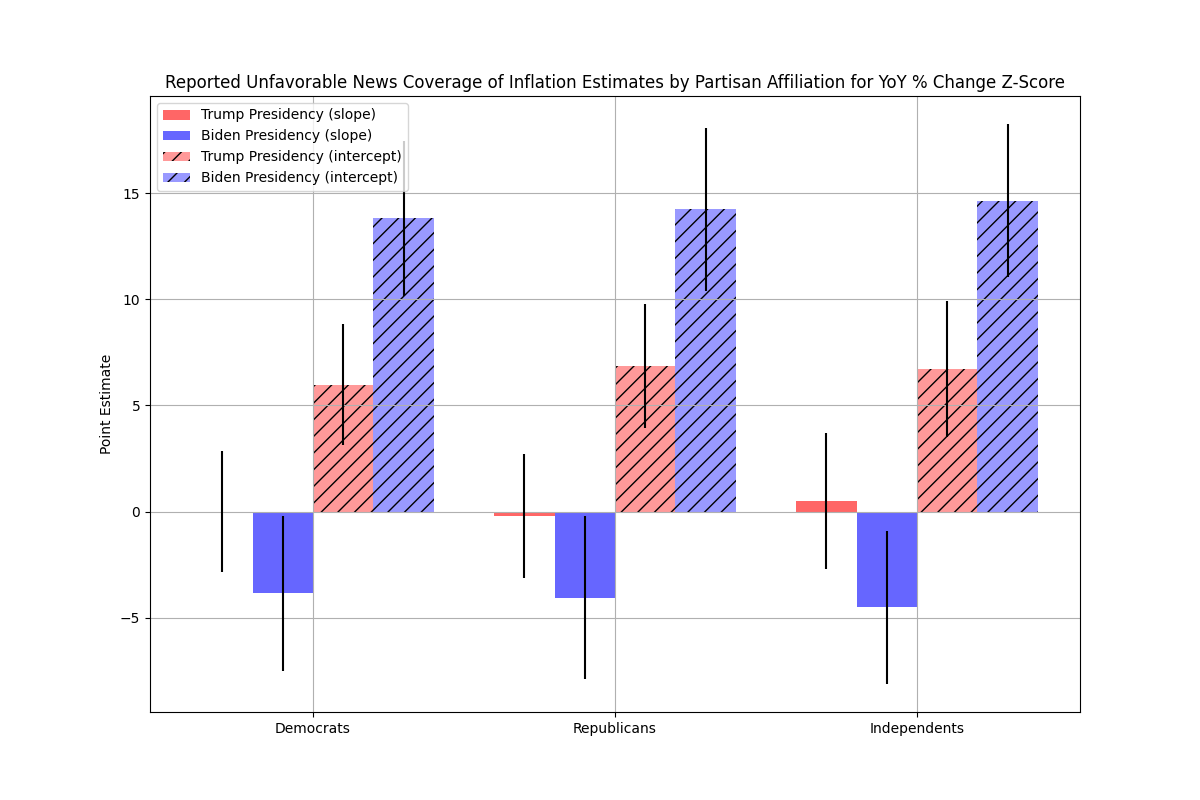 Reported Unfavorable News Coverage of Inflation Estimates by Partisan Affiliation for YoY % Change Z-Score
Trump Presidency (slope)
Biden Presidency (slope)
Trump Presidency (intercept)
Biden Presidency (intercept)
Point Estimate
15
10
5
0
−5
Democrats
Republicans
Independents